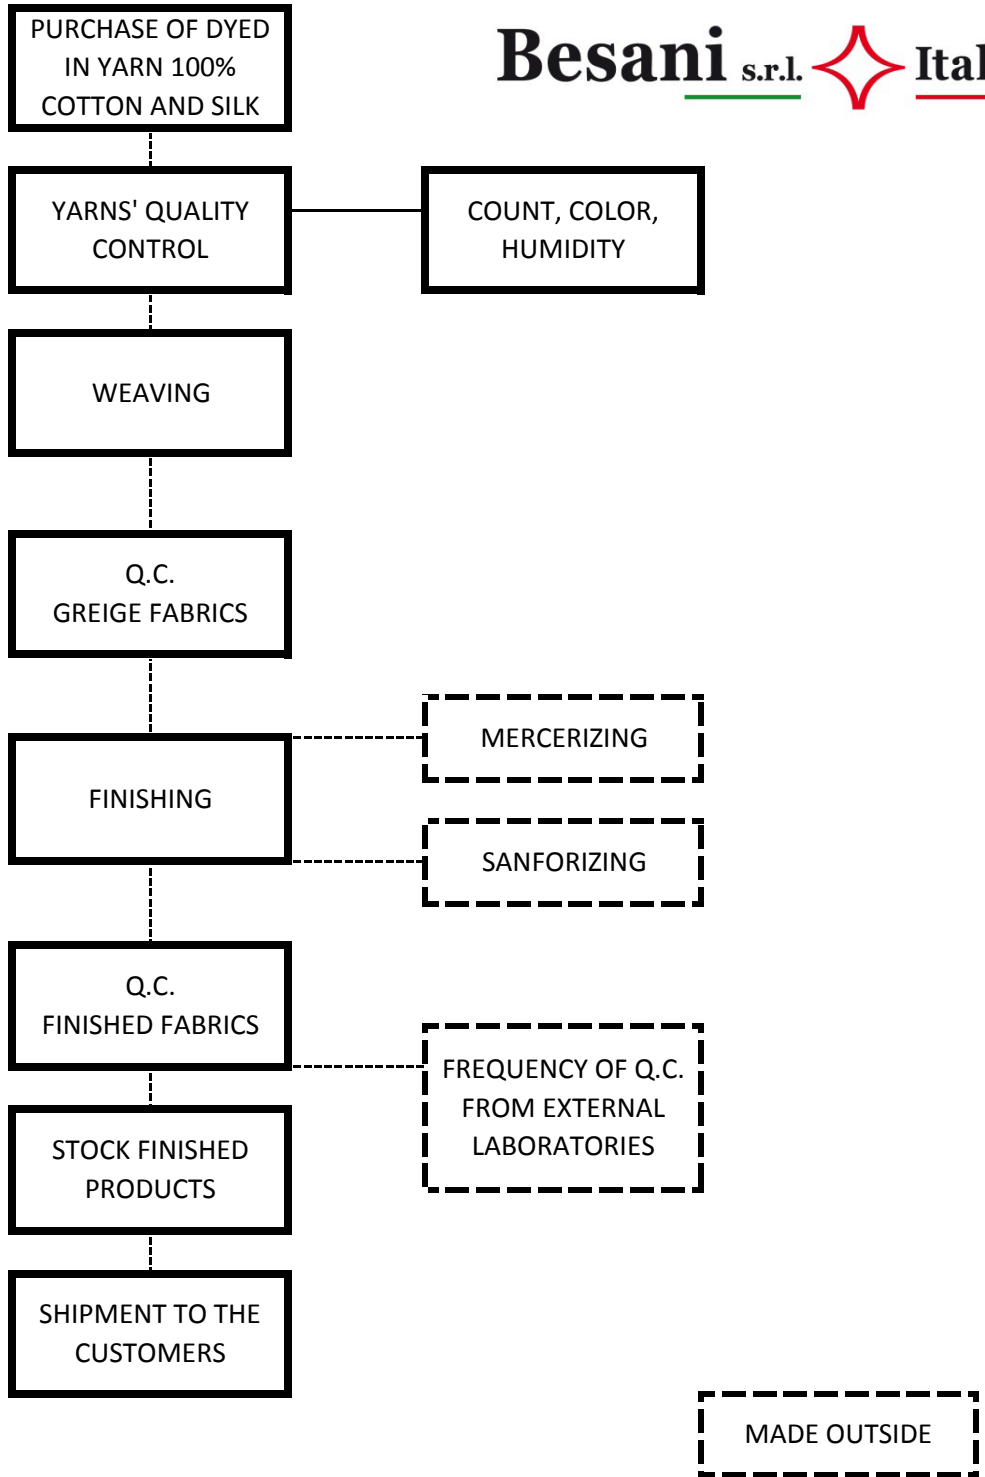 PURCHASE OF DYED
IN YARN 100%
COTTON AND SILK
Besani s.r.l. Ital
YARNS' QUALITY
CONTROL
COUNT, COLOR,
HUMIDITY
WEAVING
Q.C.
GREIGE FABRICS
MERCERIZING
FINISHING
SANFORIZING
Q.C.
FINISHED FABRICS
FREQUENCY OF Q.C.
FROM EXTERNAL
LABORATORIES
STOCK FINISHED
PRODUCTS
SHIPMENT TO THE
CUSTOMERS
MADE OUTSIDE